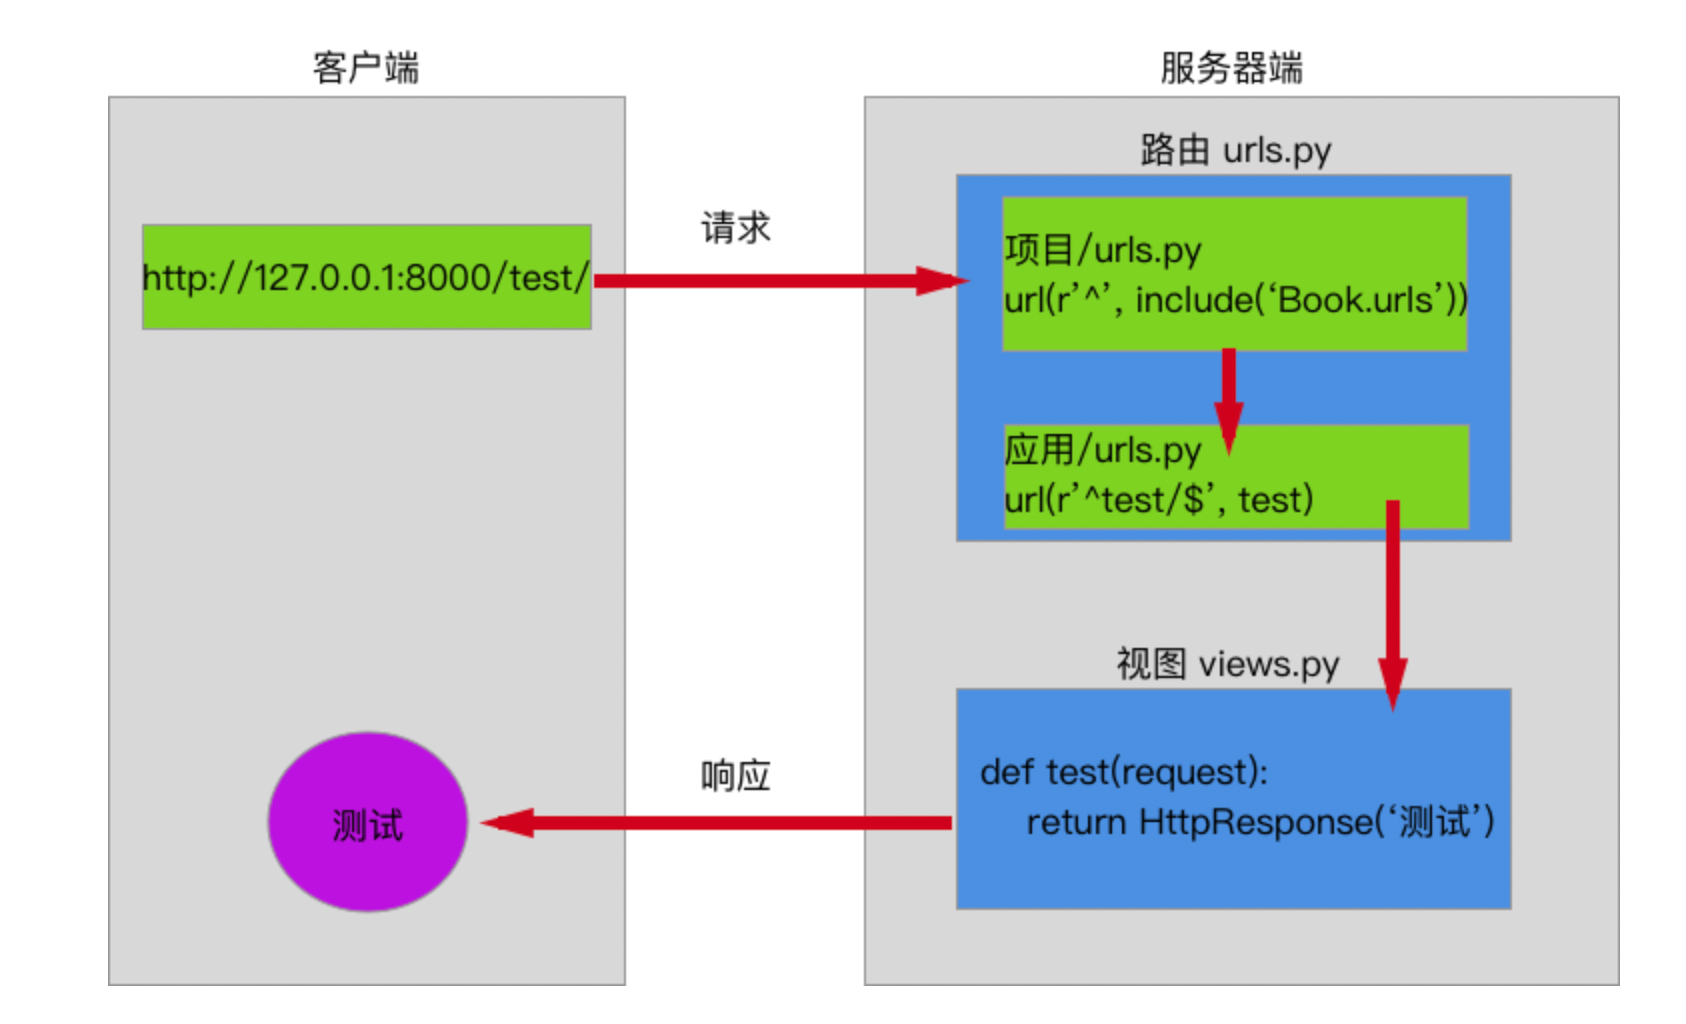 客户端
服务器端
路由 urls.py
项目/urls.py
url(r’^’, include(‘Book.urls’))
请求
http://127.0.0.1:8000/test/
应用/urls.py
url(r’^test/$’, test)
视图 views.py
def test(request):
return HttpResponse(‘测试’)
响应
测试